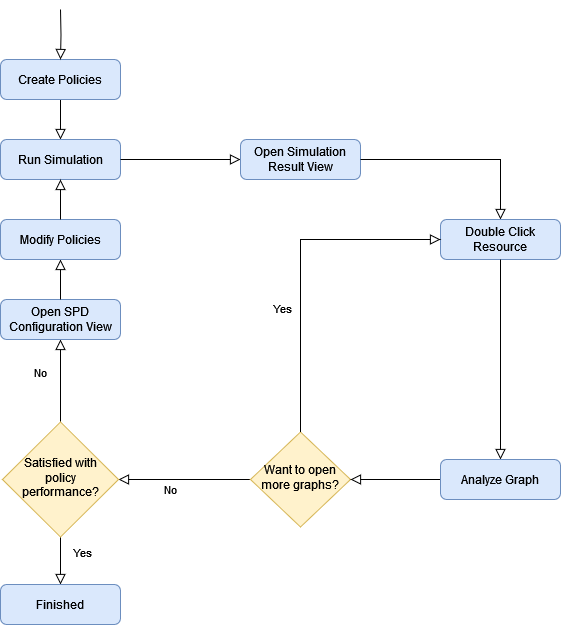 Create Policies
Run Simulation
Open Simulation
Result View
Modify Policies
Double Click
Resource
Open SPD
Configuration View
Yes
No
Satisfied with
policy
performance?
Want to open
more graphs?
Analyze Graph
No
Yes
Finished